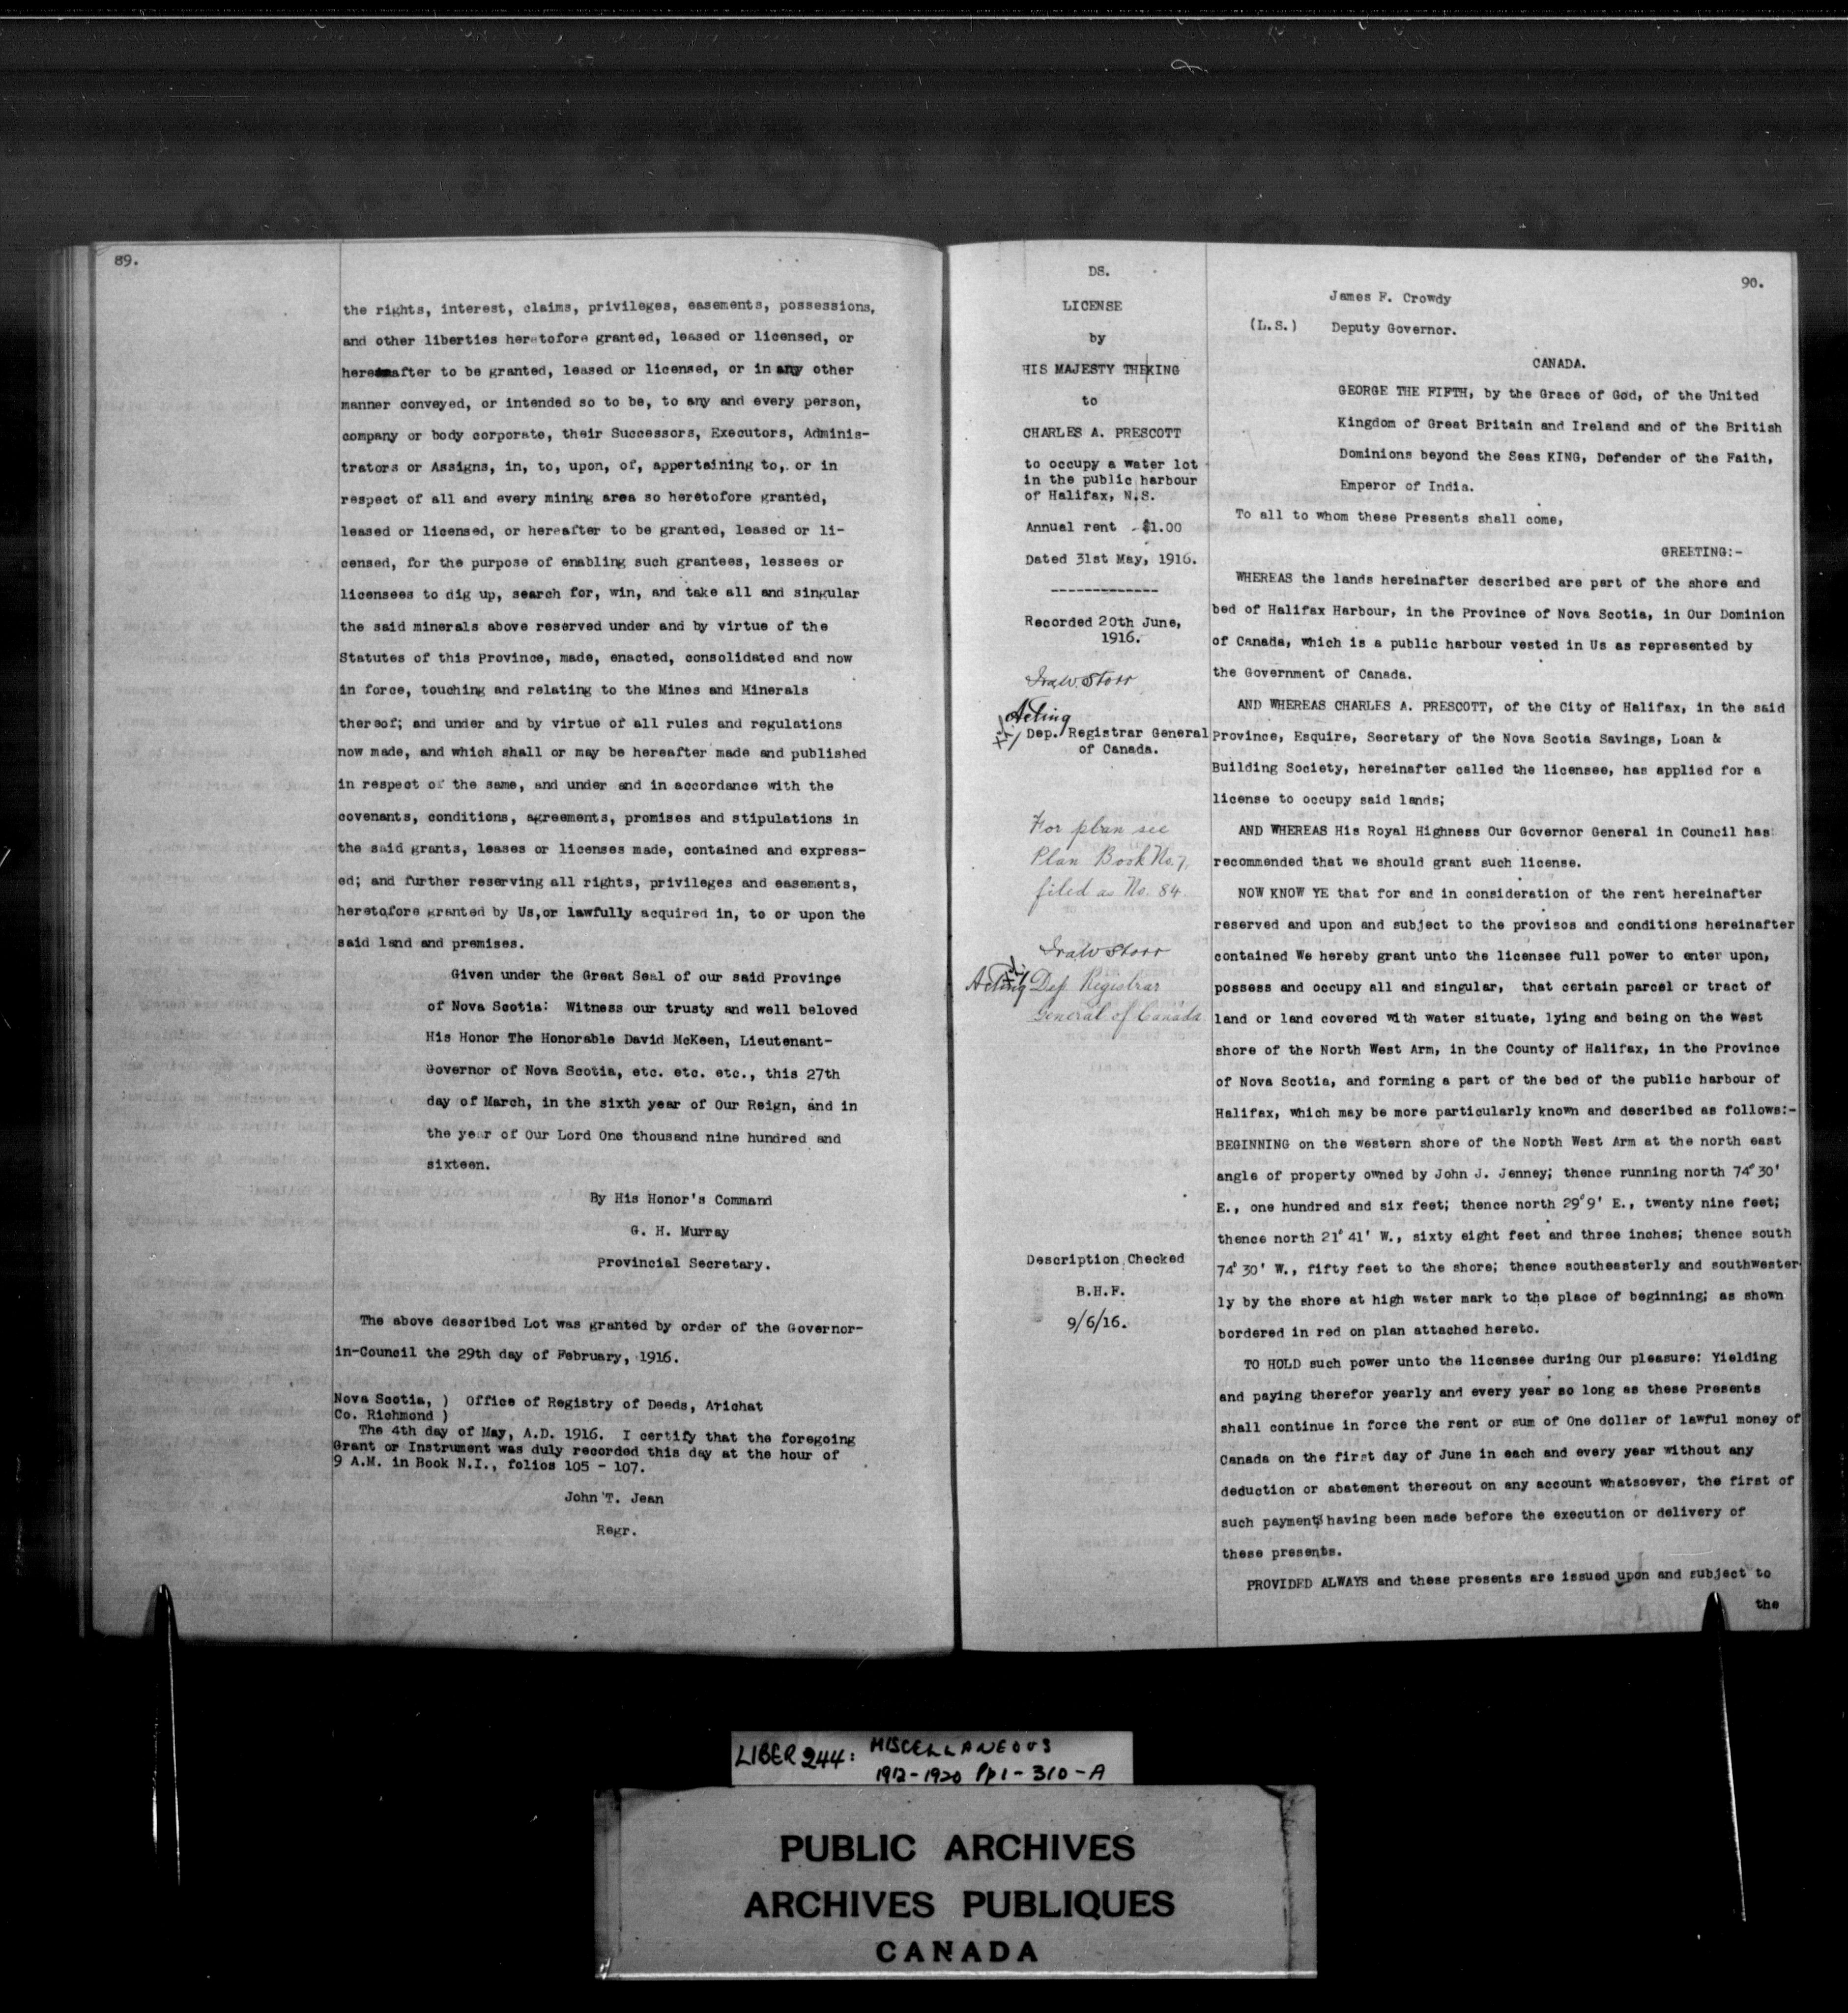 89.
the rights, interest, claims, privileges, easements, possessions,
and other liberties heretofore granted, leased or licensed, or
hereinafter to be granted, leased or licensed, or in any other
manner conveyed, or intended so to be, to any and every person,
company or body corporate, their Successors, Executors, Adminis-
trators or Assigns, in, to, upon, of, appertaining to, or in
respect of all and every mining area so heretofore granted,
leased or licensed, or hereafter to be granted, leased or li-
censed, for the purpose of enabling such grantees, lessees or
licensees to dig up, search for, win, and take all and singular
the said minerals above reserved under and by virtue of the
Statutes of this Province, made, enacted, consolidated and now
in force, touching and relating to the Mines and Minerals
thereof; and under and by virtue of all rules and regulations
now made, and which shall or may be hereafter made and published
in respect of the same, and under and in accordance with the
covenants, conditions, agreements, promises and stipulations in
the said grants, leases or licenses made, contained and express-
ed; and further reserving all rights, privileges and easements,
heretofore granted by Us,or lawfully acquired in, to or upon the
said land and premises.
Given under the Great Seal of our said Province
of Nova Scotia: Witness our trusty and well beloved
His Honor The Honorable David McKeen, Lieutenant-
Governor of Nova Scotia, etc. etc. etc., this 27th
day of March, in the sixth year of Our Reign, and in
the year of Our Lord One thousand nine hundred and
sixteen.
By His Honor's Command
G. H. Murray
Provincial Secretary.
The above described Lot was granted by order of the Governor-
in-Council the 29th day of February, 1916.
Nova Scotia, ) Office of Registry of Deeds, Arichat
Co. Richmond )
The 4th day of May, A.D. 1916. I certify that the foregoing
Grant or Instrument was duly recorded this day at the hour of
9 A.M. in Book N.I., folios 105 - 107.
John T. Jean
Regr.
DS.
LICENSE
by
HIS MAJESTY THE KING
to
CHARLES A. PRESCOTT
to occupy a water lot
in the public harbour
of Halifax, N.S.
Annual rent - $1.00
Dated 31st May, 1916.
-------------
Recorded 20th June,
1916.
Ira W. Storr
Acting
Dep. Registrar General
of Canada.
For plan see
Plan Book No. 7,
filed as No. 84
Ira W Storr
Acting Dep Registrar
General of Canada
Description Checked
B.H.F.
9/6/16.
90.
James F. Crowdy
(L.S.) Deputy Governor.
CANADA.
GEORGE THE FIFTH, by the Grace of God, of the United
Kingdom of Great Britain and Ireland and of the British
Dominions beyond the Seas KING, Defender of the Faith,
Emperor of India.
To all to whom these Presents shall come,
GREETING:-
WHEREAS the lands hereinafter described are part of the shore and
bed of Halifax Harbour, in the Province of Nova Scotia, in Our Dominion
of Canada, which is a public harbour vested in Us as represented by
the Government of Canada.
AND WHEREAS CHARLES A. PRESCOTT, of the City of Halifax, in the said
Province, Esquire, Secretary of the Nova Scotia Savings, Loan &
Building Society, hereinafter called the licensee, has applied for a
license to occupy said lands;
AND WHEREAS His Royal Highness Our Governor General in Council has
recommended that we should grant such license.
NOW KNOW YE that for and in consideration of the rent hereinafter
reserved and upon and subject to the provisos and conditions hereinafter
contained We hereby grant unto the licensee full power to enter upon,
possess and occupy all and singular, that certain parcel or tract of
land or land covered with water situate, lying and being on the west
shore of the North West Arm, in the County of Halifax, in the Province
of Nova Scotia, and forming a part of the bed of the public harbour of
Halifax, which may be more particularly known and described as follows:-
BEGINNING on the western shore of the North West Arm at the north east
angle of property owned by John J. Jenney; thence running north 74° 30'
E., one hundred and six feet; thence north 29° 9' E., twenty nine feet;
thence north 21° 41' W., sixty eight feet and three inches; thence south
74° 30' W., fifty feet to the shore; thence southeasterly and southwester-
ly by the shore at high water mark to the place of beginning; as shown
bordered in red on plan attached hereto.
TO HOLD such power unto the licensee during Our pleasure: Yielding
and paying therefor yearly and every year so long as these Presents
shall continue in force the rent or sum of One dollar of lawful money of
Canada on the first day of June in each and every year without any
deduction or abatement thereout on any account whatsoever, the first of
such payments having been made before the execution or delivery of
these presents.
PROVIDED ALWAYS and these presents are issued upon and subject to
the
LIBER 244: MISCELLANEOUS
1912-1920 Pp 1-310-A
PUBLIC ARCHIVES
ARCHIVES PUBLIQUES
CANADA